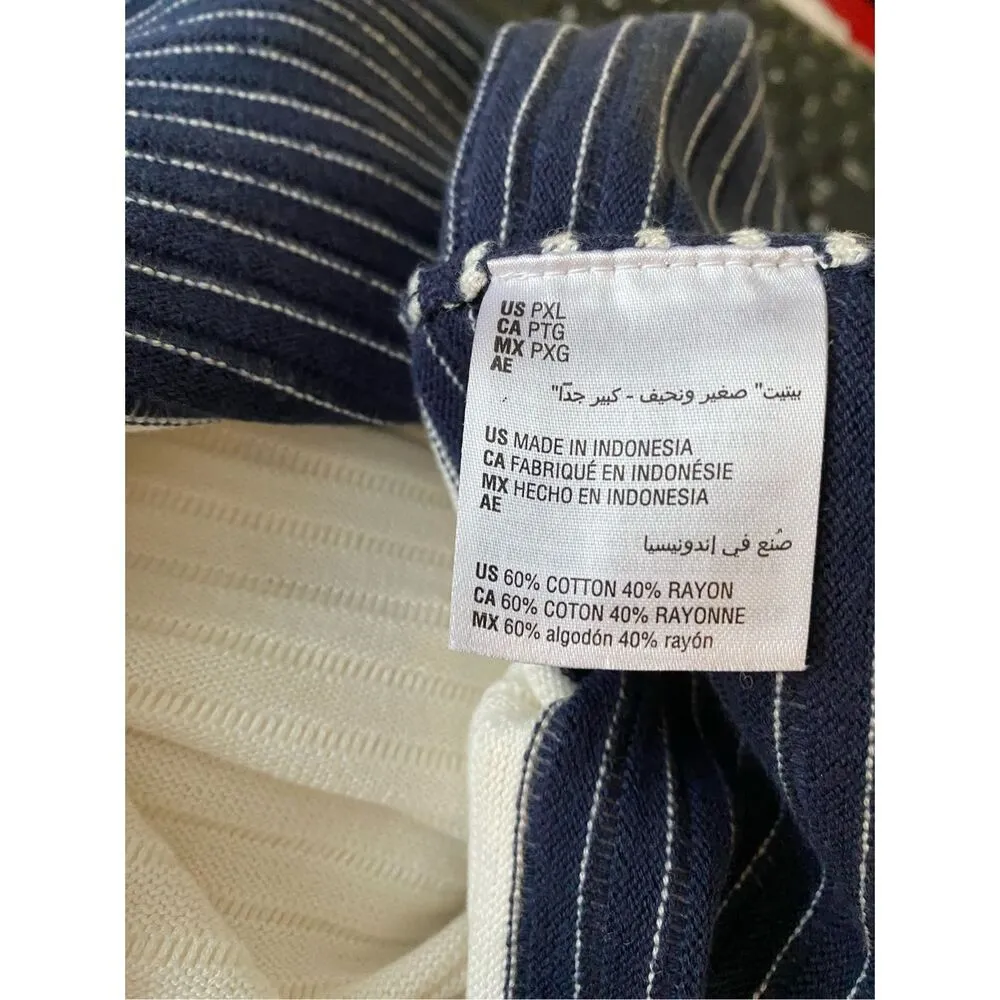 US PXL
CA PTG
MX PXG
AE
بيتيت" صغير ونحيف - كبير جدًا"
US MADE IN INDONESIA
CA FABRIQUÉ EN INDONÉSIE
MX HECHO EN INDONESIA
AE
صُنع في إندونيسيا
US 60% COTTON 40% RAYON
CA 60% COTON 40% RAYONNE
MX 60% algodón 40% rayón